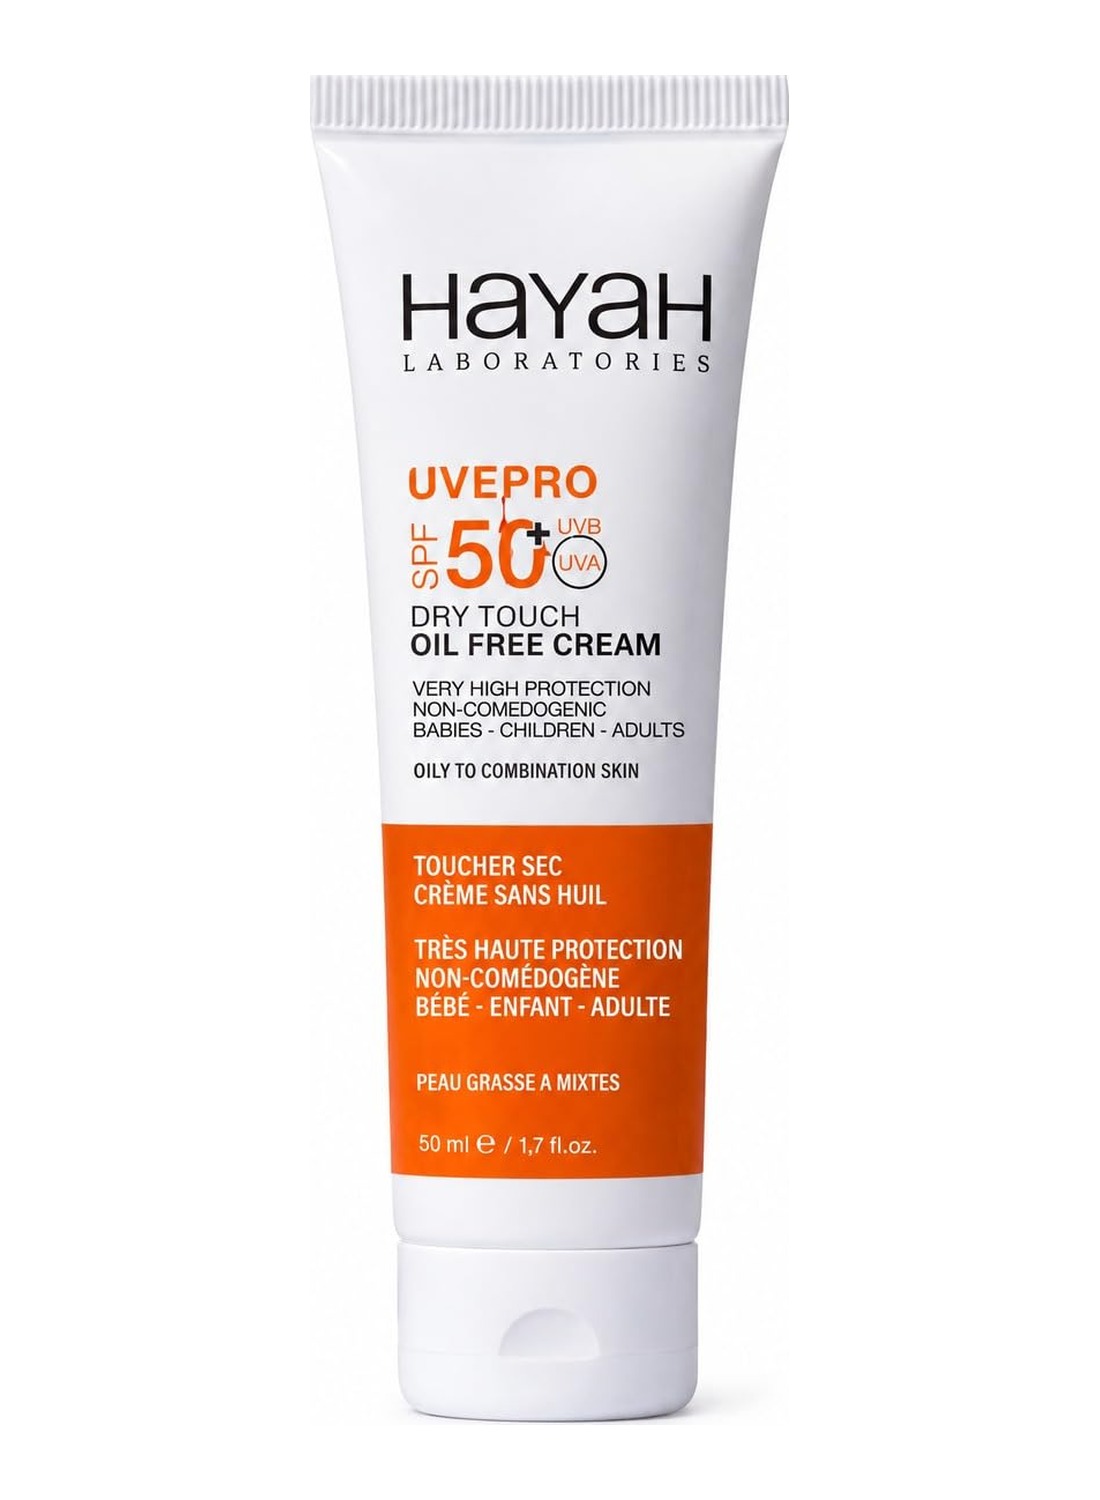 HaYaH
LABORATORIES
UVEPRO
SPF 50+ UVB
UVA
DRY TOUCH
OIL FREE CREAM
VERY HIGH PROTECTION
NON-COMEDOGENIC
BABIES - CHILDREN - ADULTS
OILY TO COMBINATION SKIN
TOUCHER SEC
CRÈME SANS HUIL
TRÈS HAUTE PROTECTION
NON-COMÉDOGÈNE
BÉBÉ - ENFANT - ADULTE
PEAU GRASSE A MIXTES
50 ml ℮ / 1,7 fl.oz.